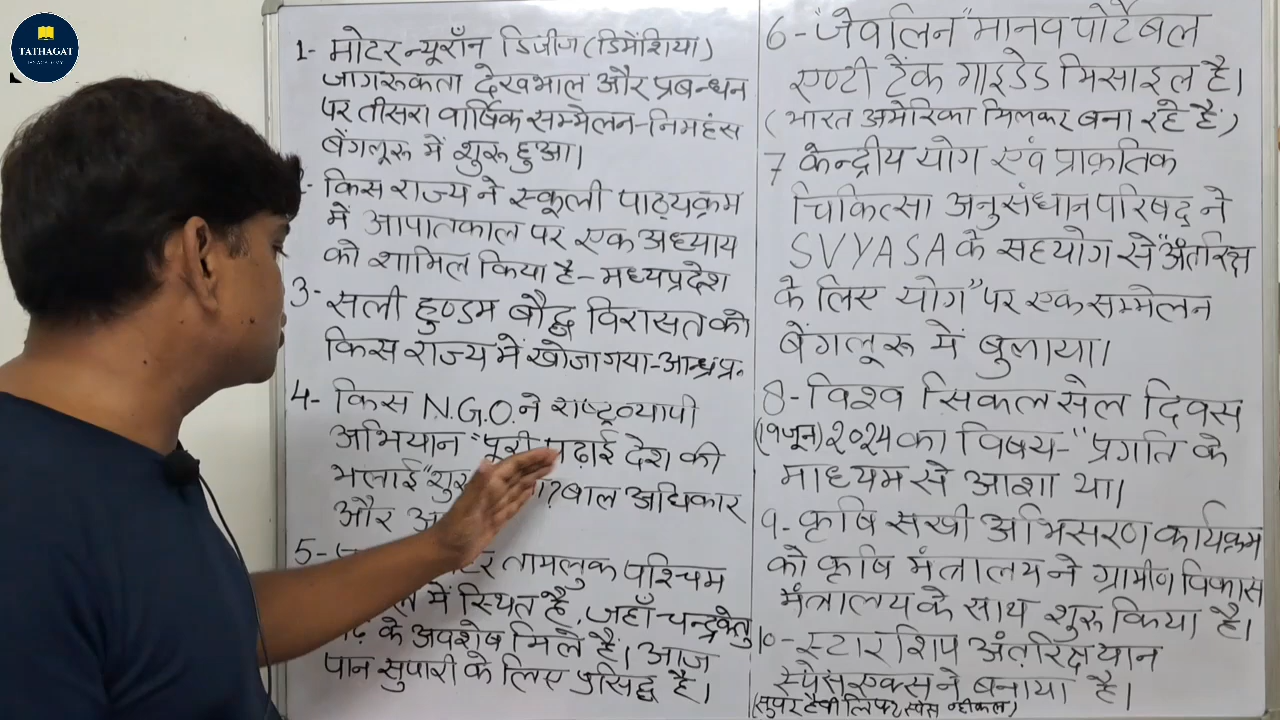 TATHAGAT
1- मोटर न्यूरॉन डिजीज (डिमेंशिया)
जागरूकता देखभाल और प्रबन्धन
पर तीसरा वार्षिक सम्मेलन-निमहंस
बेंगलूरू में शुरू हुआ।
किस राज्य ने स्कूली पाठ्यक्रम
में आपातकाल पर एक अध्याय
को शामिल किया है-मध्यप्रदेश
3- सली हुण्डम बौद्ध विरासत को
किस राज्य में खोजा गया-आन्ध्रप्र.
4- किस N.G.O. ने राष्ट्रव्यापी
अभियान "पूरी पढ़ाई देश की
भलाई" ?बाल अधिकार
और
5- तामलुक पश्चिम
में स्थित है, जहाँ-चन्द्रकेतु
के अवशेष मिले हैं। आज
पान सुपारी के लिए प्रसिद्ध है।
6-"जेवलिन" मानव पोर्टेबल
एण्टी टैंक गाइडेड मिसाइल है।
(भारत अमेरिका मिलकर बना रहे हैं)
7 केन्द्रीय योग एवं प्राकृतिक
चिकित्सा अनुसंधान परिषद् ने
SVYASA के सहयोग से "अंतरिक्ष
के लिए योग" पर एक सम्मेलन
बेंगलूरू में बुलाया।
8-विश्व सिकल सेल दिवस
(19जून) 2024 का विषय-"प्रगति के
माध्यम से आशा था।
9-कृषि सखी अभिसरण कार्यक्रम
को कृषि मंत्रालय ने ग्रामीण विकास
मंत्रालय के साथ शुरू किया है।
10-स्टारशिप अंतरिक्ष यान
स्पेस एक्स ने बनाया है।
(सुपर हैवी लिफ्ट स्पेस व्हीकल)